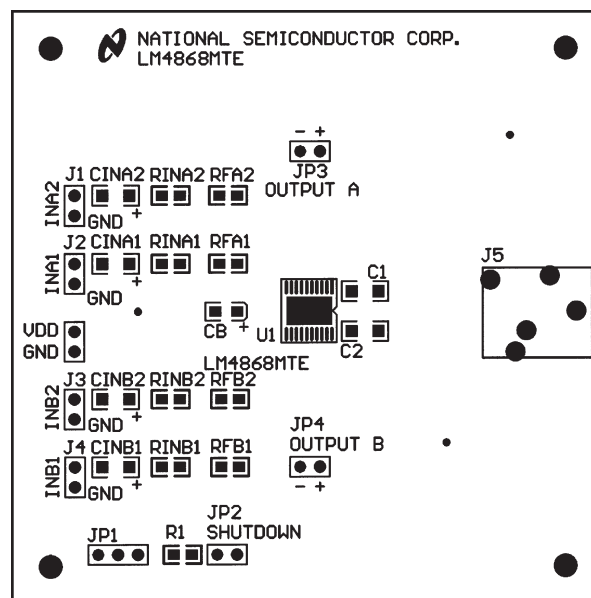 NATIONAL SEMICONDUCTOR CORP.
LM4868MTE
- +
JP3
OUTPUT A
J1 CINA2 RINA2 RFA2
INA2
GND +
J2 CINA1 RINA1 RFA1
INA1
GND +
J5
C1
VDD
GND
CB +
U1
C2
LM4868MTE
J3 CINB2 RINB2 RFB2
INB2
GND +
JP4
OUTPUT B
- +
J4 CINB1 RINB1 RFB1
INB1
GND +
JP1
R1
JP2
SHUTDOWN